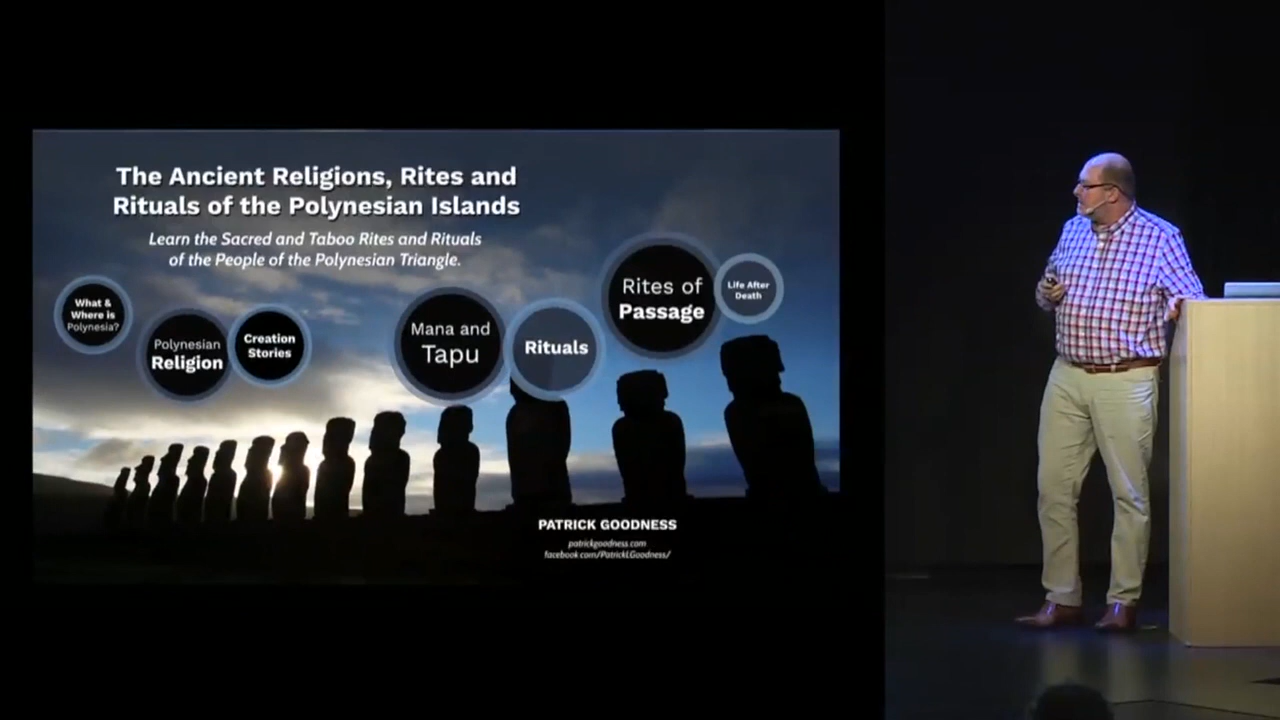 The Ancient Religions, Rites and
Rituals of the Polynesian Islands
Learn the Sacred and Taboo Rites and Rituals
of the People of the Polynesian Triangle.
What &
Where is
Polynesia?
Polynesian
Religion
Creation
Stories
Mana and
Tapu
Rituals
Rites of
Passage
Life After
Death
PATRICK GOODNESS
patrickgoodness.com
facebook.com/PatrickLGoodness/